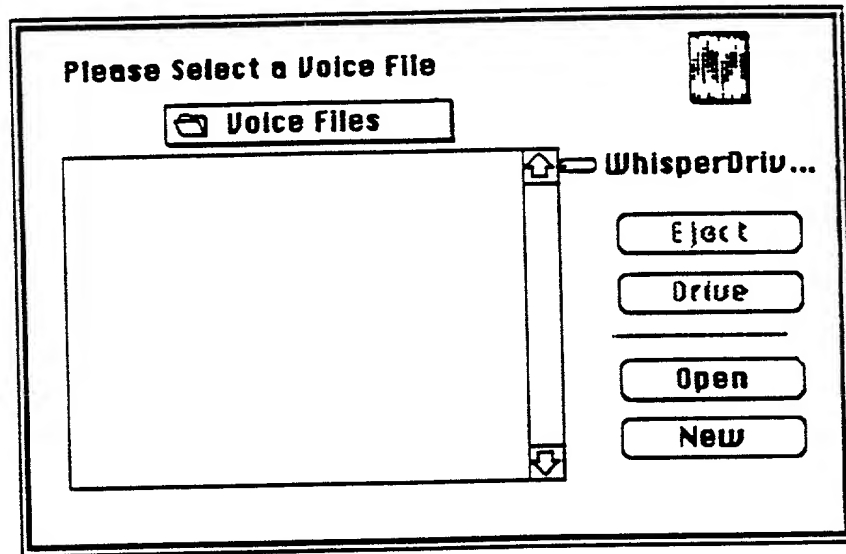 Please Select a Voice File
Voice Files
WhisperDriv...
Eject
Drive
Open
New